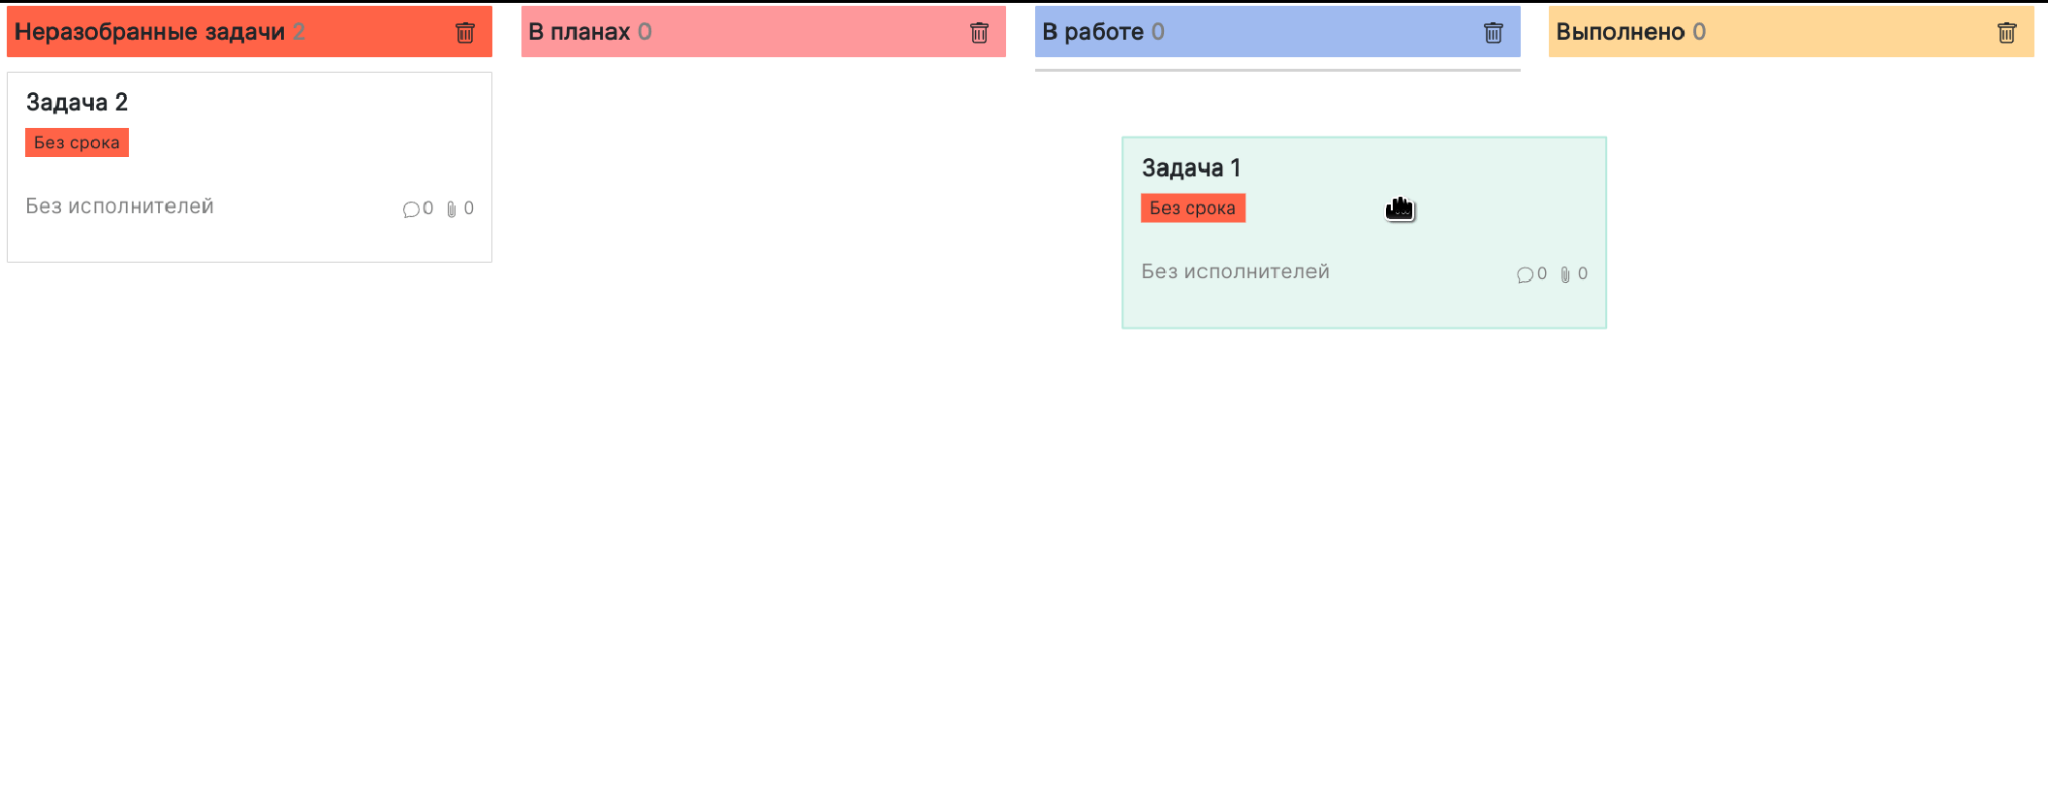 Неразобранные задачи 2
В планах 0
В работе 0
Выполнено 0
Задача 2
Без срока
Без исполнителей
0 0
Задача 1
Без срока
Без исполнителей
0 0